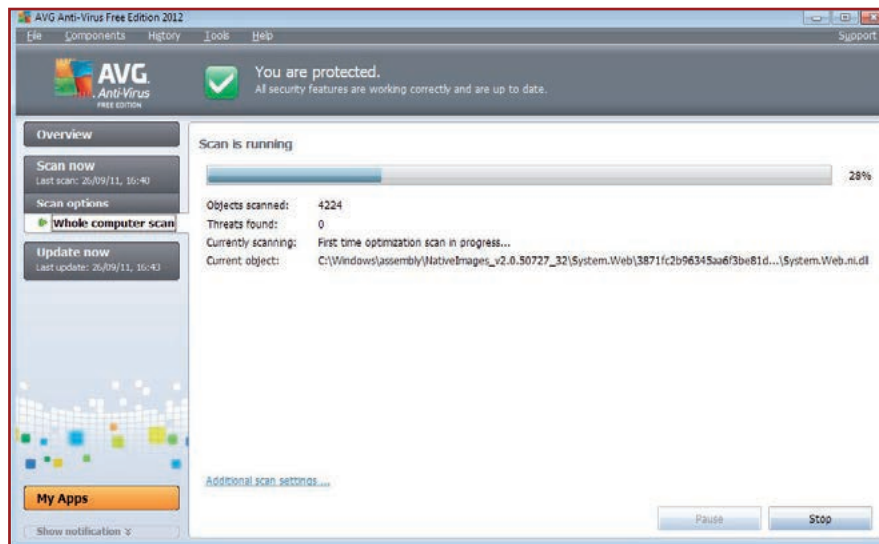 AVG Anti-Virus Free Edition 2012
File Components History Tools Help Support
AVG.
Anti-Virus
FREE EDITION
You are protected.
All security features are working correctly and are up to date.
Overview
Scan now
Last scan: 26/09/11, 16:40
Scan options
Whole computer scan
Update now
Last update: 26/09/11, 16:43
Scan is running
28%
Objects scanned: 4224
Threats found: 0
Currently scanning: First time optimization scan in progress...
Current object: C:\Windows\assembly\NativeImages_v2.0.50727_32\System.Web\3871fc2b96345aa6f3be81d...\System.Web.ni.dll
Additional scan settings ...
My Apps
Show notification
Pause Stop